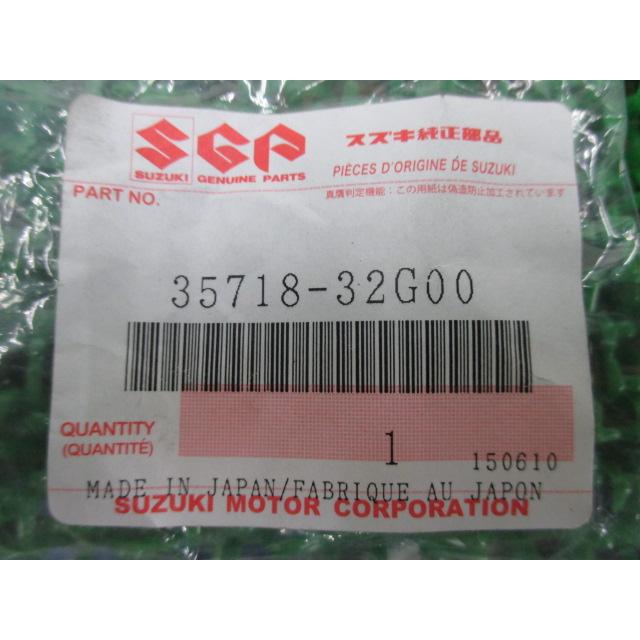 SGP スズキ純正部品
SUZUKI GENUINE PARTS PIÈCES D'ORIGINE DE SUZUKI
PART NO. 真贋判定機能：この用紙は偽造防止加工されています
35718-32G00
QUANTITY
(QUANTITÉ)
1 150610
MADE IN JAPAN/FABRIQUE AU JAPON
SUZUKI MOTOR CORPORATION